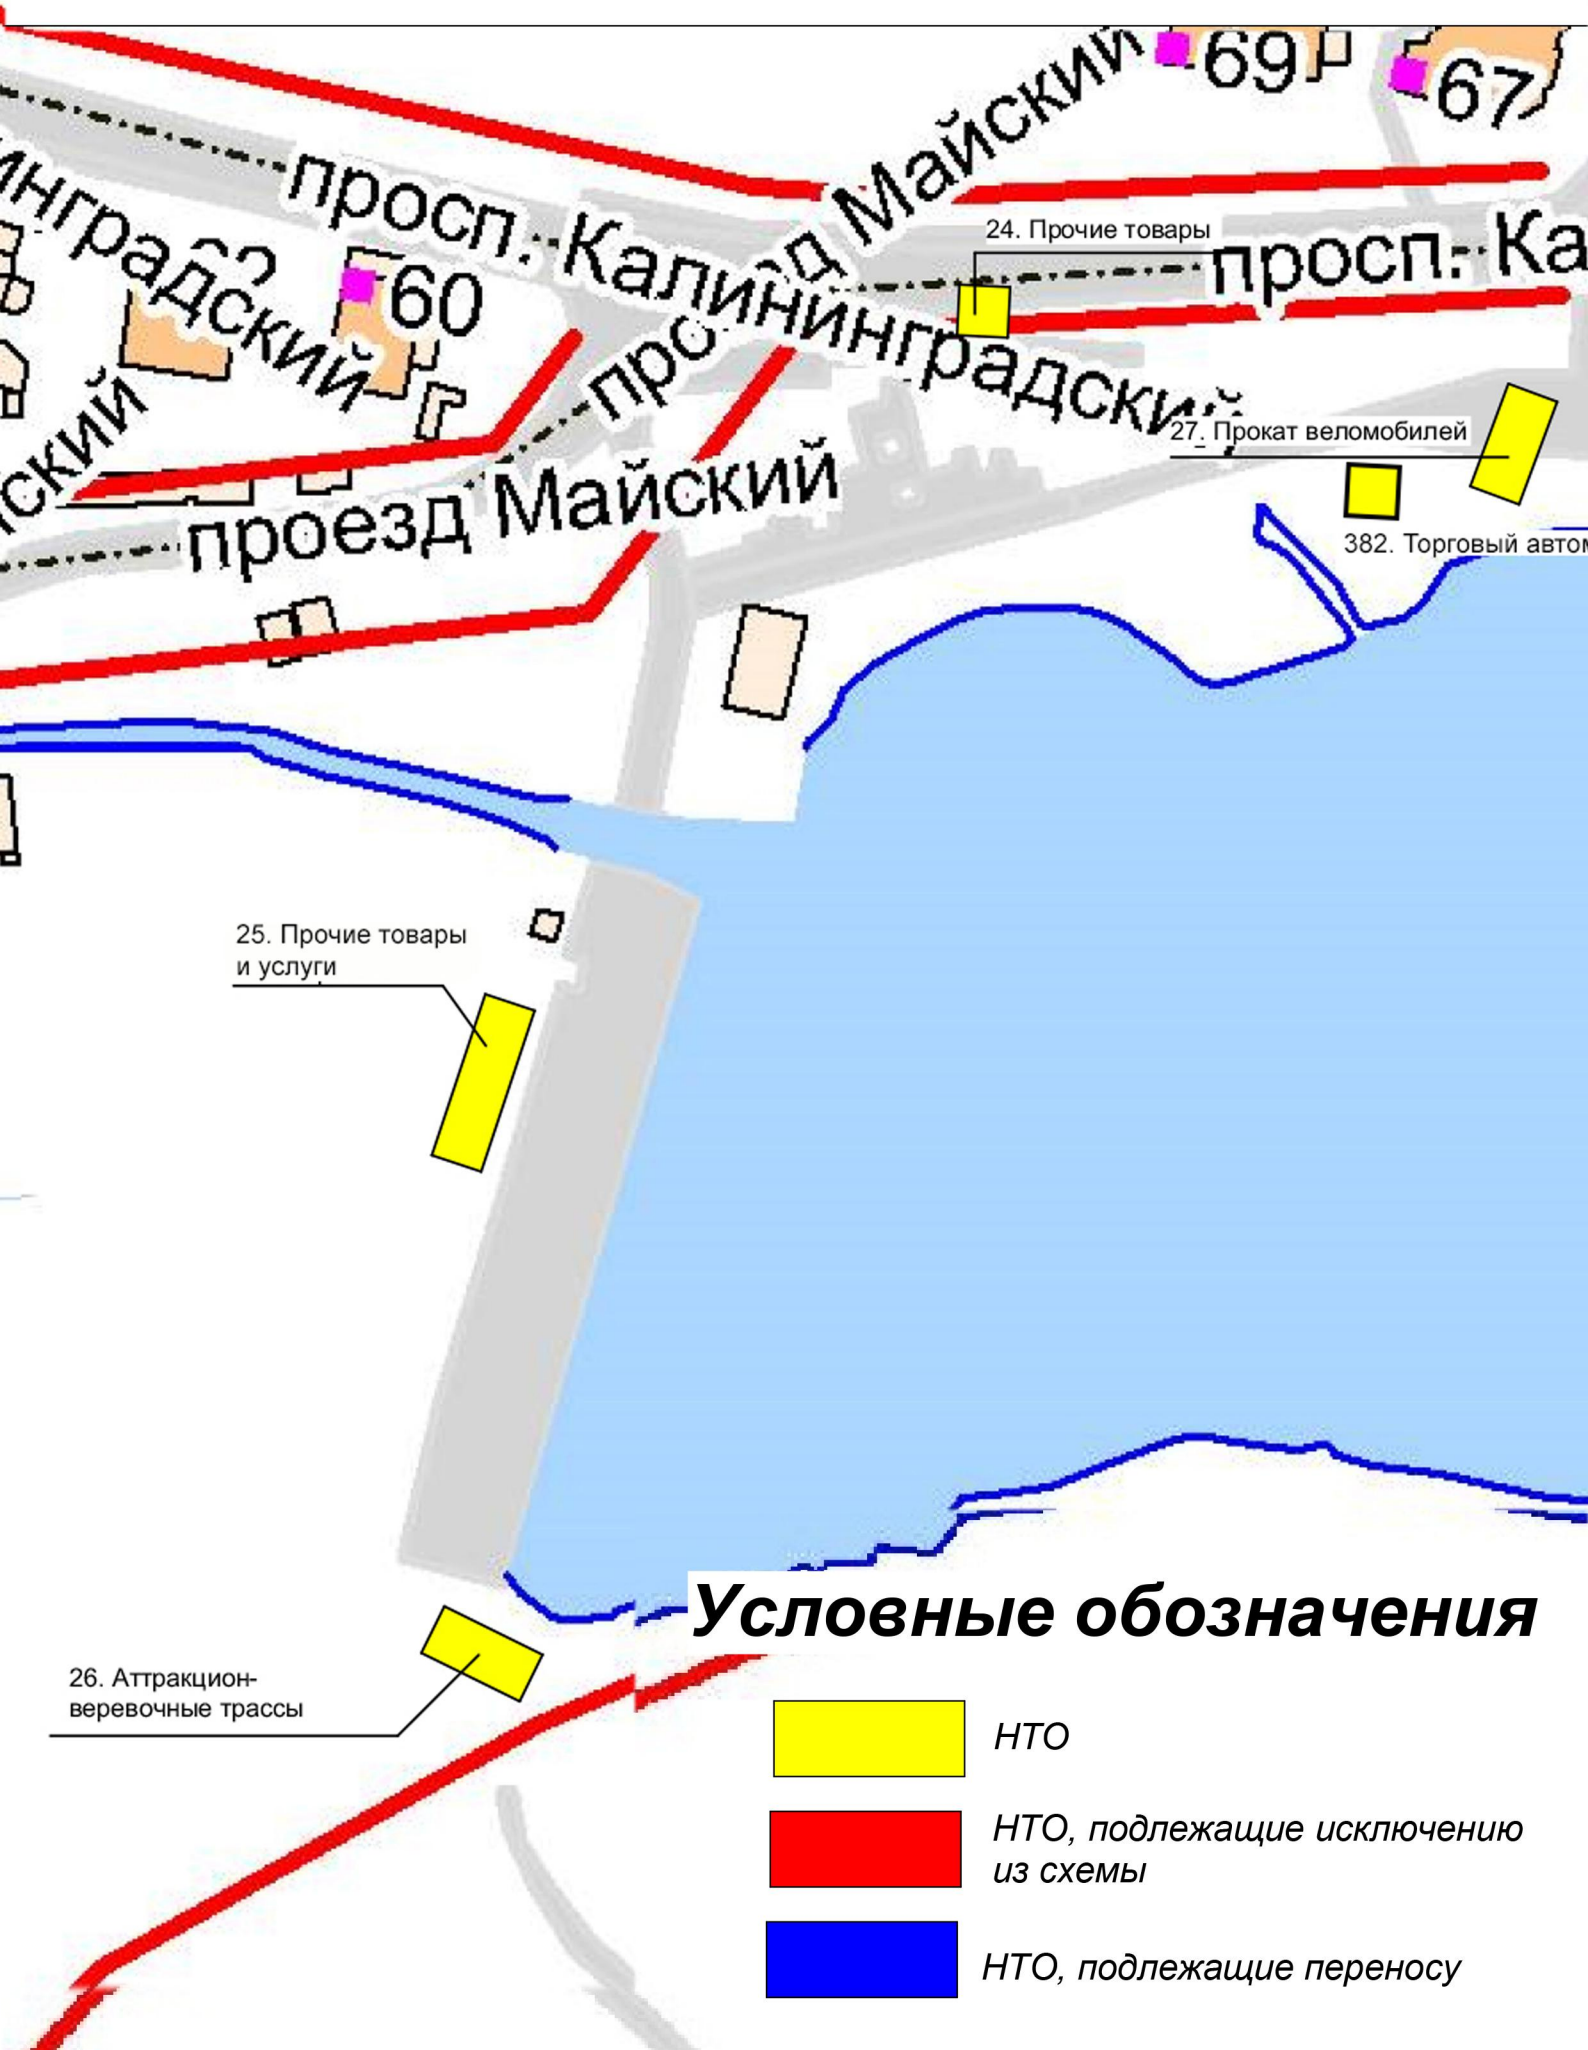 69
67
проезд Майский
просп. Калининградский
24. Прочие товары
просп. Ка
инградский
60
27. Прокат веломобилей
ский
проезд Майский
382. Торговый автом
25. Прочие товары
и услуги
26. Аттракцион-
веревочные трассы
Условные обозначения
НТО
НТО, подлежащие исключению
из схемы
НТО, подлежащие переносу